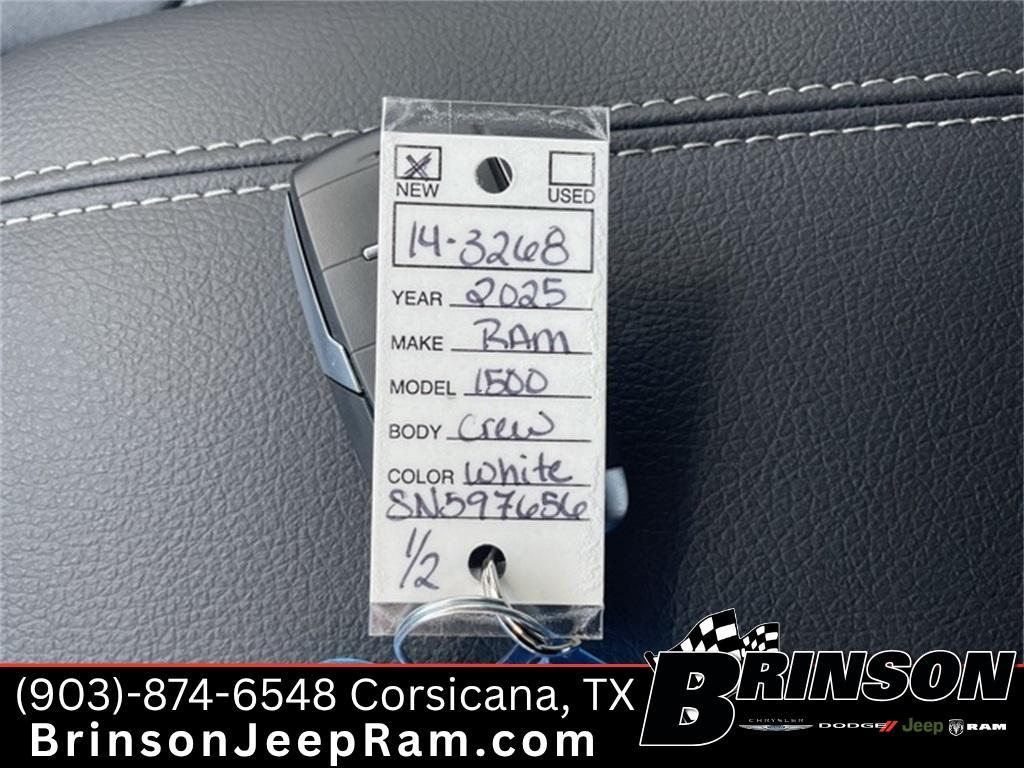 X
NEW
USED
14-3268
YEAR 2025
MAKE RAM
MODEL 1500
BODY Crew
COLOR White
SN597656
1/2
(903)-874-6548 Corsicana, TX
BrinsonJeepRam.com
BRINSON
CHRYSLER DODGE Jeep RAM